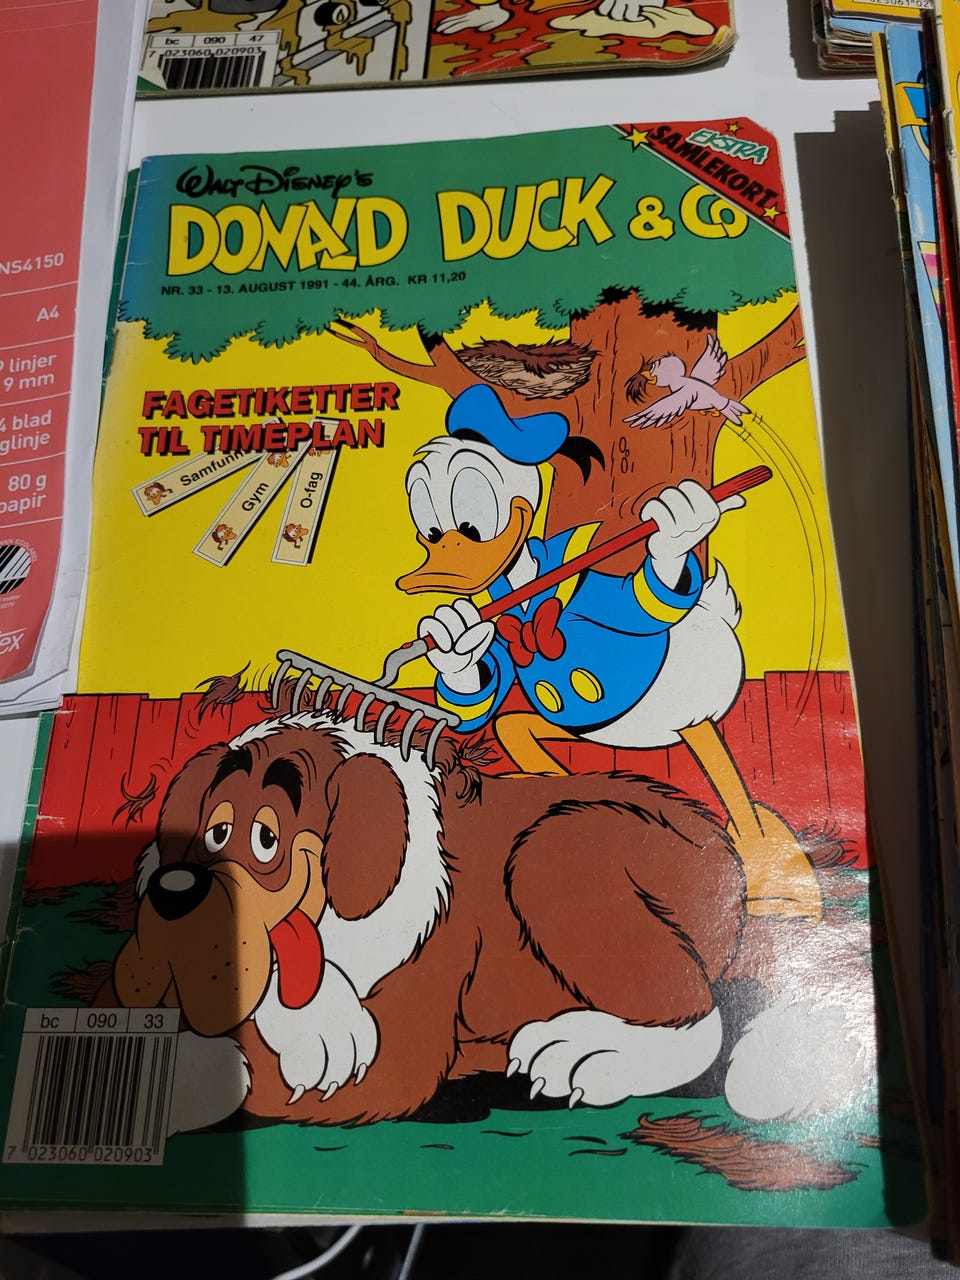 bc 090 47
7 023060 020903
NS4150
A4
linjer
9 mm
blad
glinje
80 g
papir
EKSTRA
SAMLEKORT
WALT DISNEY'S
DONALD DUCK & Co
NR. 33 - 13. AUGUST 1991 - 44. ÅRG. KR 11,20
FAGETIKETTER
TIL TIMEPLAN
Samfunn
Gym
O-fag
bc 090 33
7 023060 020903